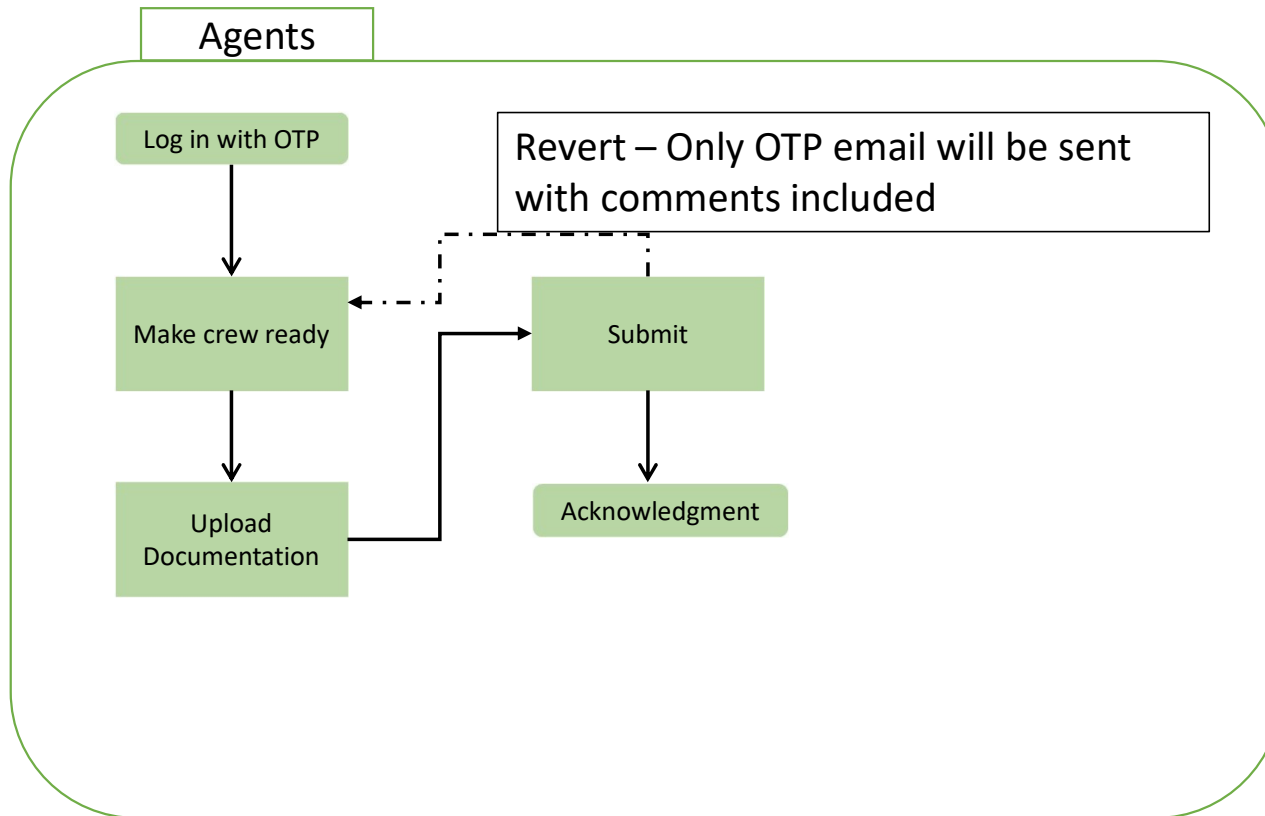 Agents
Log in with OTP
Revert – Only OTP email will be sent
with comments included
Make crew ready
Submit
Upload
Documentation
Acknowledgment